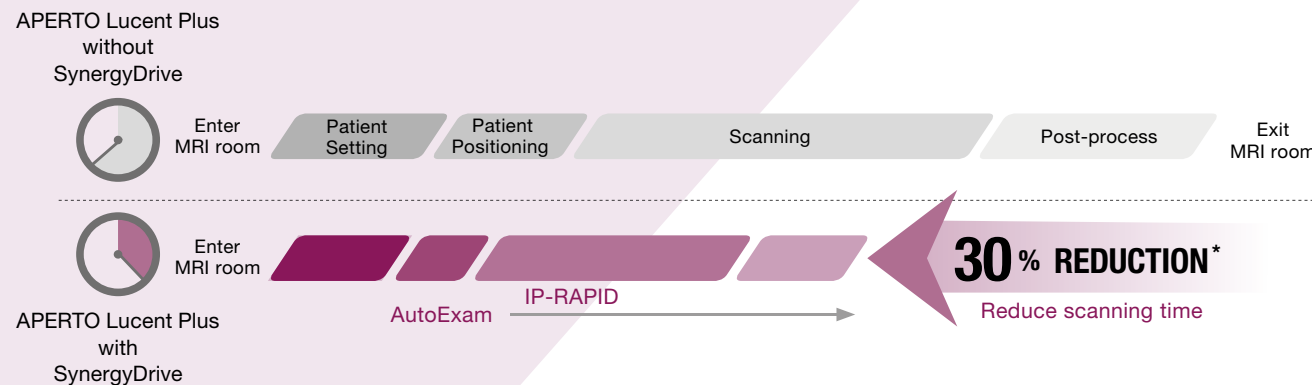 APERTO Lucent Plus
without
SynergyDrive
Enter
MRI room
Patient
Setting
Patient
Positioning
Scanning
Post-process
Exit
MRI room
Enter
MRI room
30% REDUCTION*
IP-RAPID
AutoExam
Reduce scanning time
APERTO Lucent Plus
with
SynergyDrive